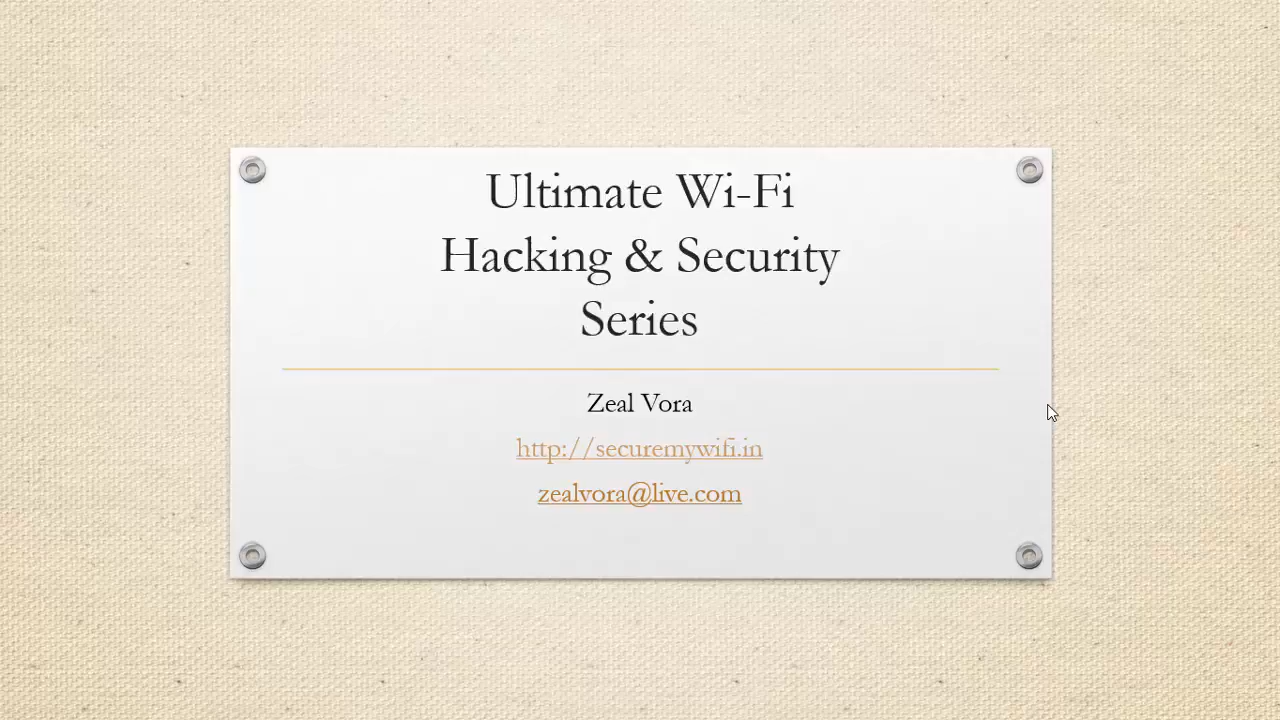 Ultimate Wi-Fi
Hacking & Security
Series
Zeal Vora
http://securemywifi.in
zealvora@live.com